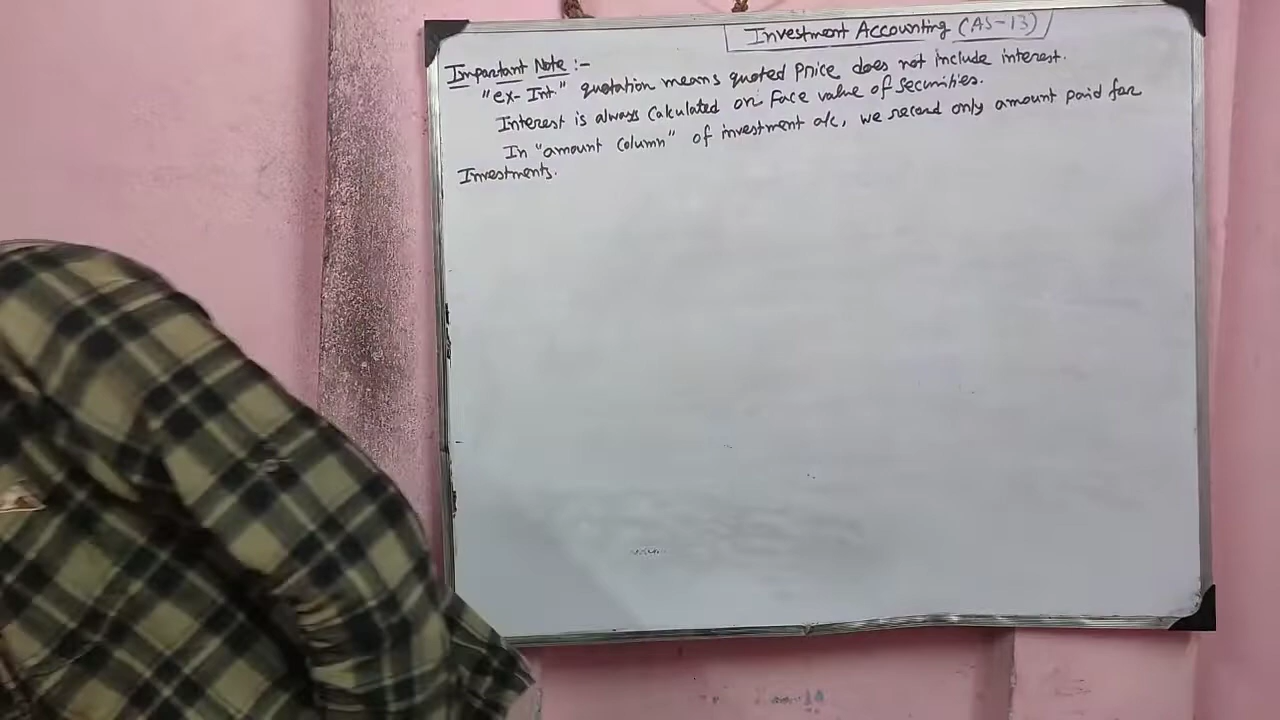 Investment Accounting (AS-13)
Important Note :-
"ex- Int." quotation means quoted Price does not include interest.
Interest is always Calculated on Face value of Securities.
In "amount Column" of investment a/c, we record only amount paid for
Investments.